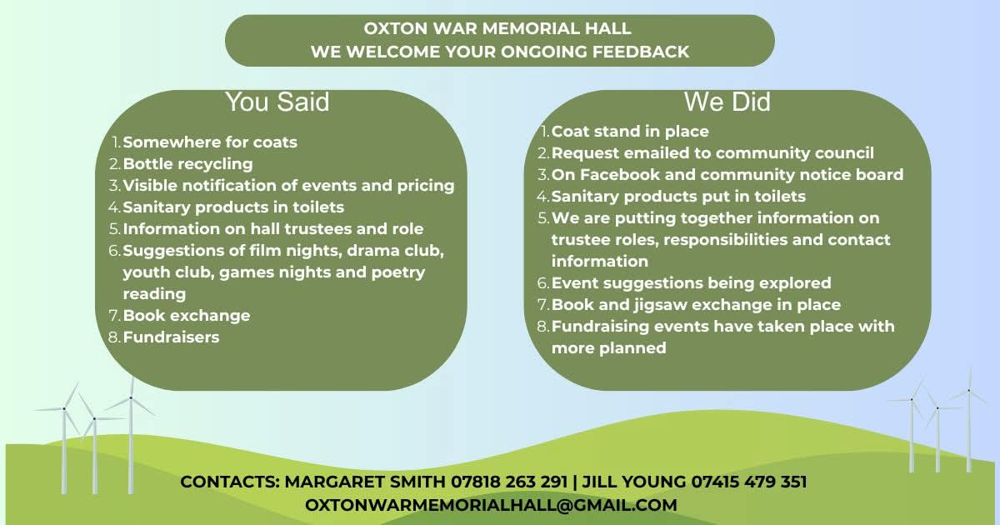 OXTON WAR MEMORIAL HALL
WE WELCOME YOUR ONGOING FEEDBACK
You Said
1. Somewhere for coats
2. Bottle recycling
3. Visible notification of events and pricing
4. Sanitary products in toilets
5. Information on hall trustees and role
6. Suggestions of film nights, drama club,
youth club, games nights and poetry
reading
7. Book exchange
8. Fundraisers
We Did
1. Coat stand in place
2. Request emailed to community council
3. On Facebook and community notice board
4. Sanitary products put in toilets
5. We are putting together information on
trustee roles, responsibilities and contact
information
6. Event suggestions being explored
7. Book and jigsaw exchange in place
8. Fundraising events have taken place with
more planned
CONTACTS: MARGARET SMITH 07818 263 291 | JILL YOUNG 07415 479 351
OXTONWARMEMORIALHALL@GMAIL.COM